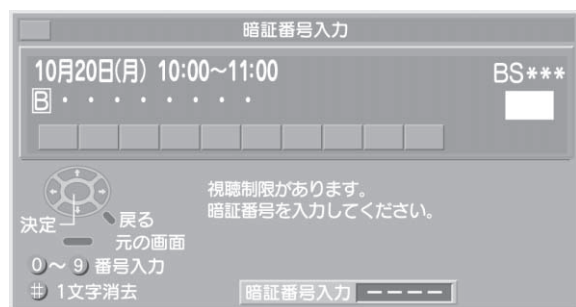 暗証番号入力
10月20日(月) 10:00〜11:00
BS***
B・・・・・・・・
視聴制限があります。
暗証番号を入力してください。
決定
戻る
元の画面
0〜9 番号入力
# 1文字消去
暗証番号入力 ----